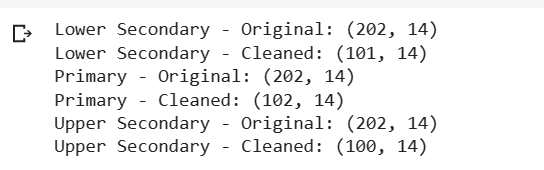 Lower Secondary - Original: (202, 14)
Lower Secondary - Cleaned: (101, 14)
Primary - Original: (202, 14)
Primary - Cleaned: (102, 14)
Upper Secondary - Original: (202, 14)
Upper Secondary - Cleaned: (100, 14)